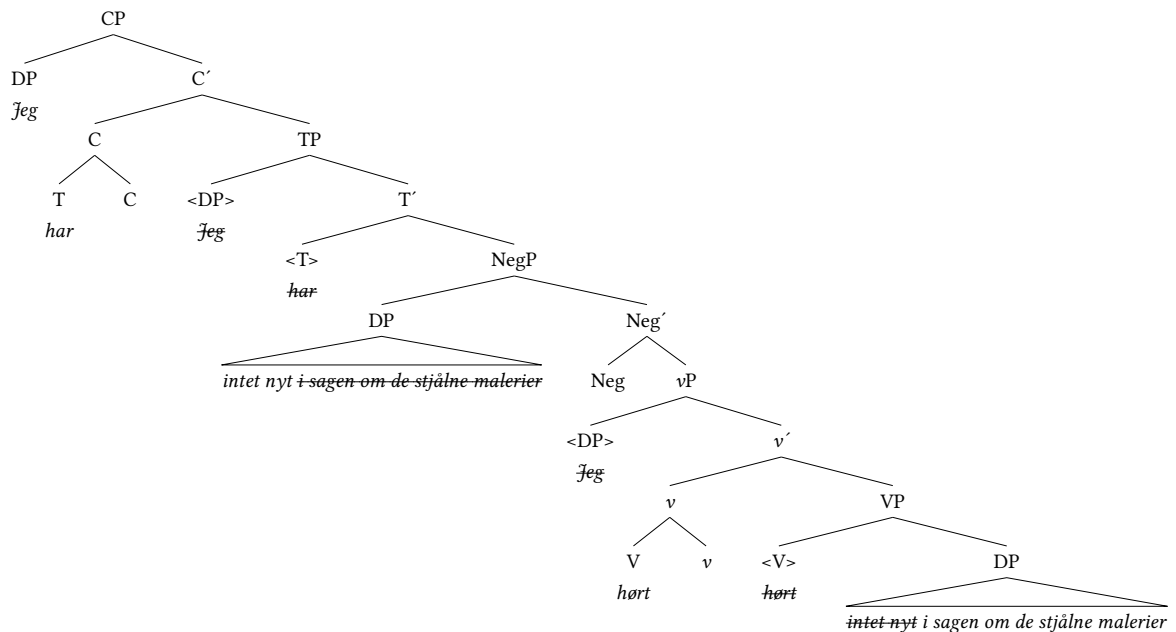 CP
DP C′
Jeg
C TP
T C <DP> T′
har Jeg
<T> NegP
har
DP Neg′
intet nyt i sagen om de stjålne malerier Neg vP
<DP> v′
Jeg
v VP
V v <V> DP
hørt hørt
intet nyt i sagen om de stjålne malerier